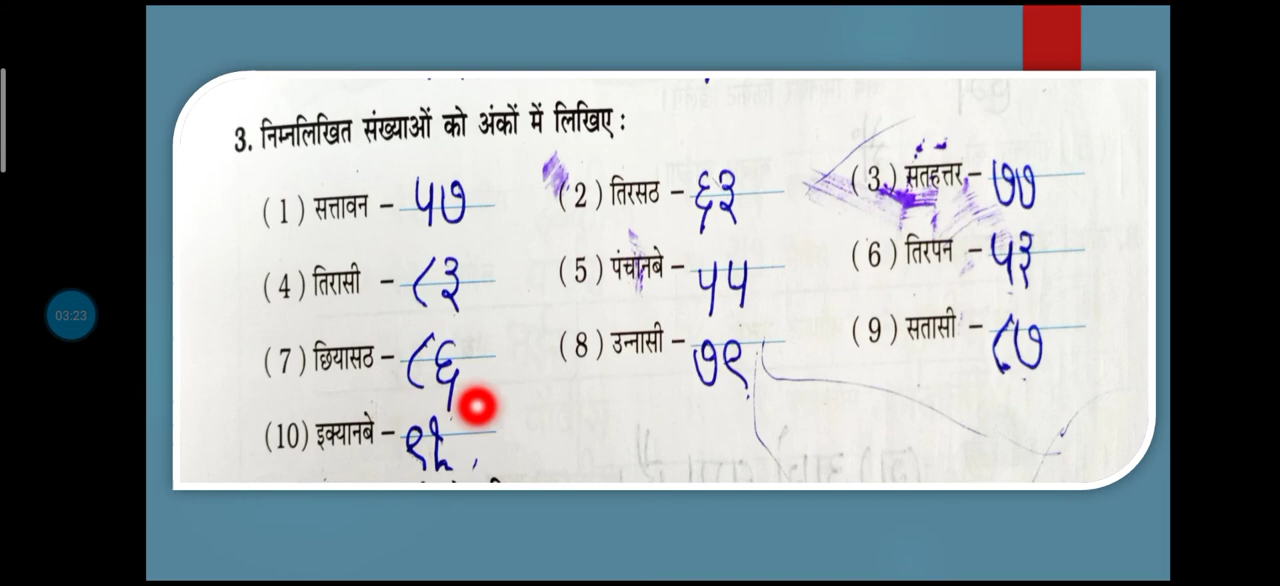 3. निम्नलिखित संख्याओं को अंकों में लिखिए :
(1) सत्तावन – ५७ (2) तिरसठ – ६३ (3) सतहत्तर – ७७
(4) तिरासी – ८३ (5) पंचानबे – ५५ (6) तिरपन – ५३
(7) छियासठ – ८६ (8) उन्नासी – ७९ (9) सतासी – ८७
(10) इक्यानबे – ९१
03:23